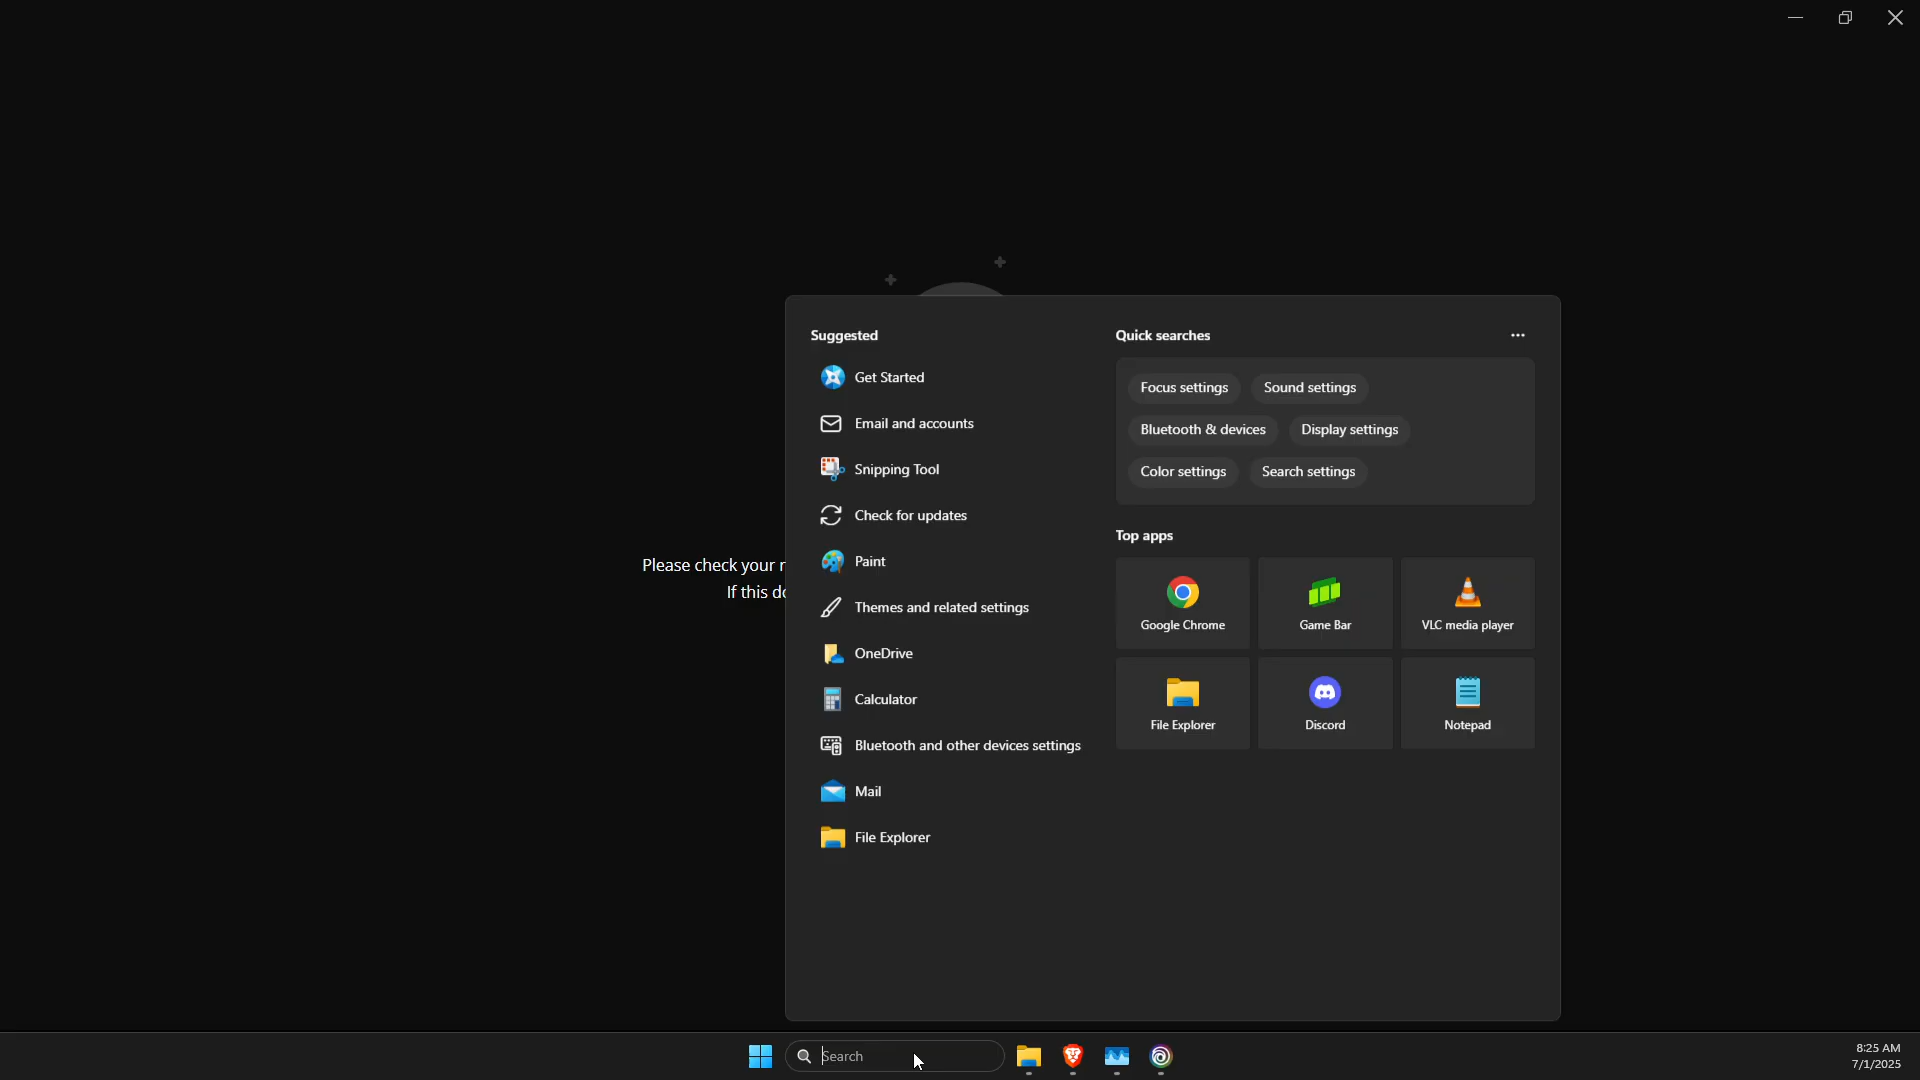 Suggested
Get Started
Email and accounts
Snipping Tool
Check for updates
Paint
Themes and related settings
OneDrive
Calculator
Bluetooth and other devices settings
Mail
File Explorer
Quick searches
Focus settings Sound settings
Bluetooth & devices Display settings
Color settings Search settings
Top apps
Google Chrome Game Bar VLC media player
File Explorer Discord Notepad
Please check your
If this
Search
8:25 AM
7/1/2025